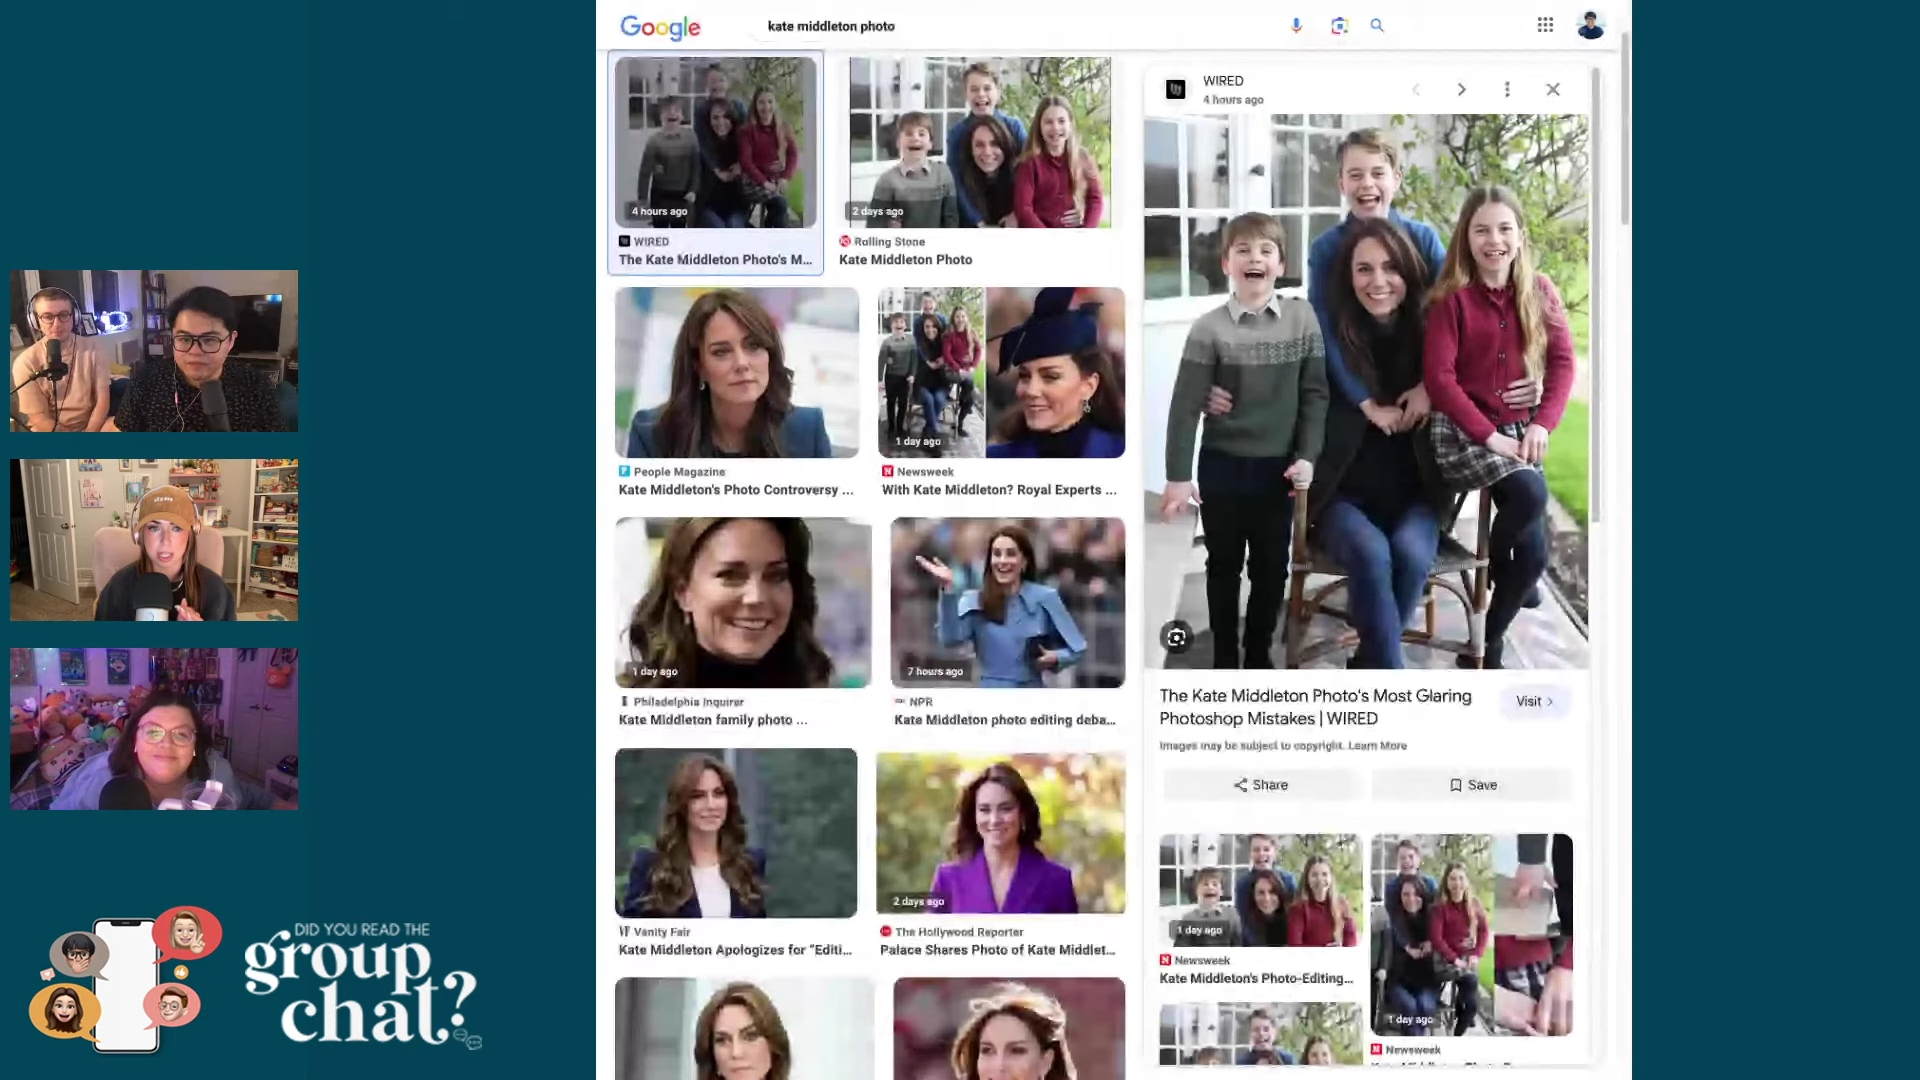 Google
kate middleton photo
4 hours ago
WIRED
The Kate Middleton Photo's M...
2 days ago
Rolling Stone
Kate Middleton Photo
People Magazine
Kate Middleton's Photo Controversy ...
1 day ago
Newsweek
With Kate Middleton? Royal Experts ...
1 day ago
Philadelphia Inquirer
Kate Middleton family photo ...
7 hours ago
NPR
Kate Middleton photo editing deba...
Vanity Fair
Kate Middleton Apologizes for "Editi...
2 days ago
The Hollywood Reporter
Palace Shares Photo of Kate Middlet...
WIRED
4 hours ago
The Kate Middleton Photo's Most Glaring
Photoshop Mistakes | WIRED
Visit
Images may be subject to copyright. Learn More
Share
Save
1 day ago
Newsweek
Kate Middleton's Photo-Editing...
1 day ago
Newsweek
DID YOU READ THE
group
chat?